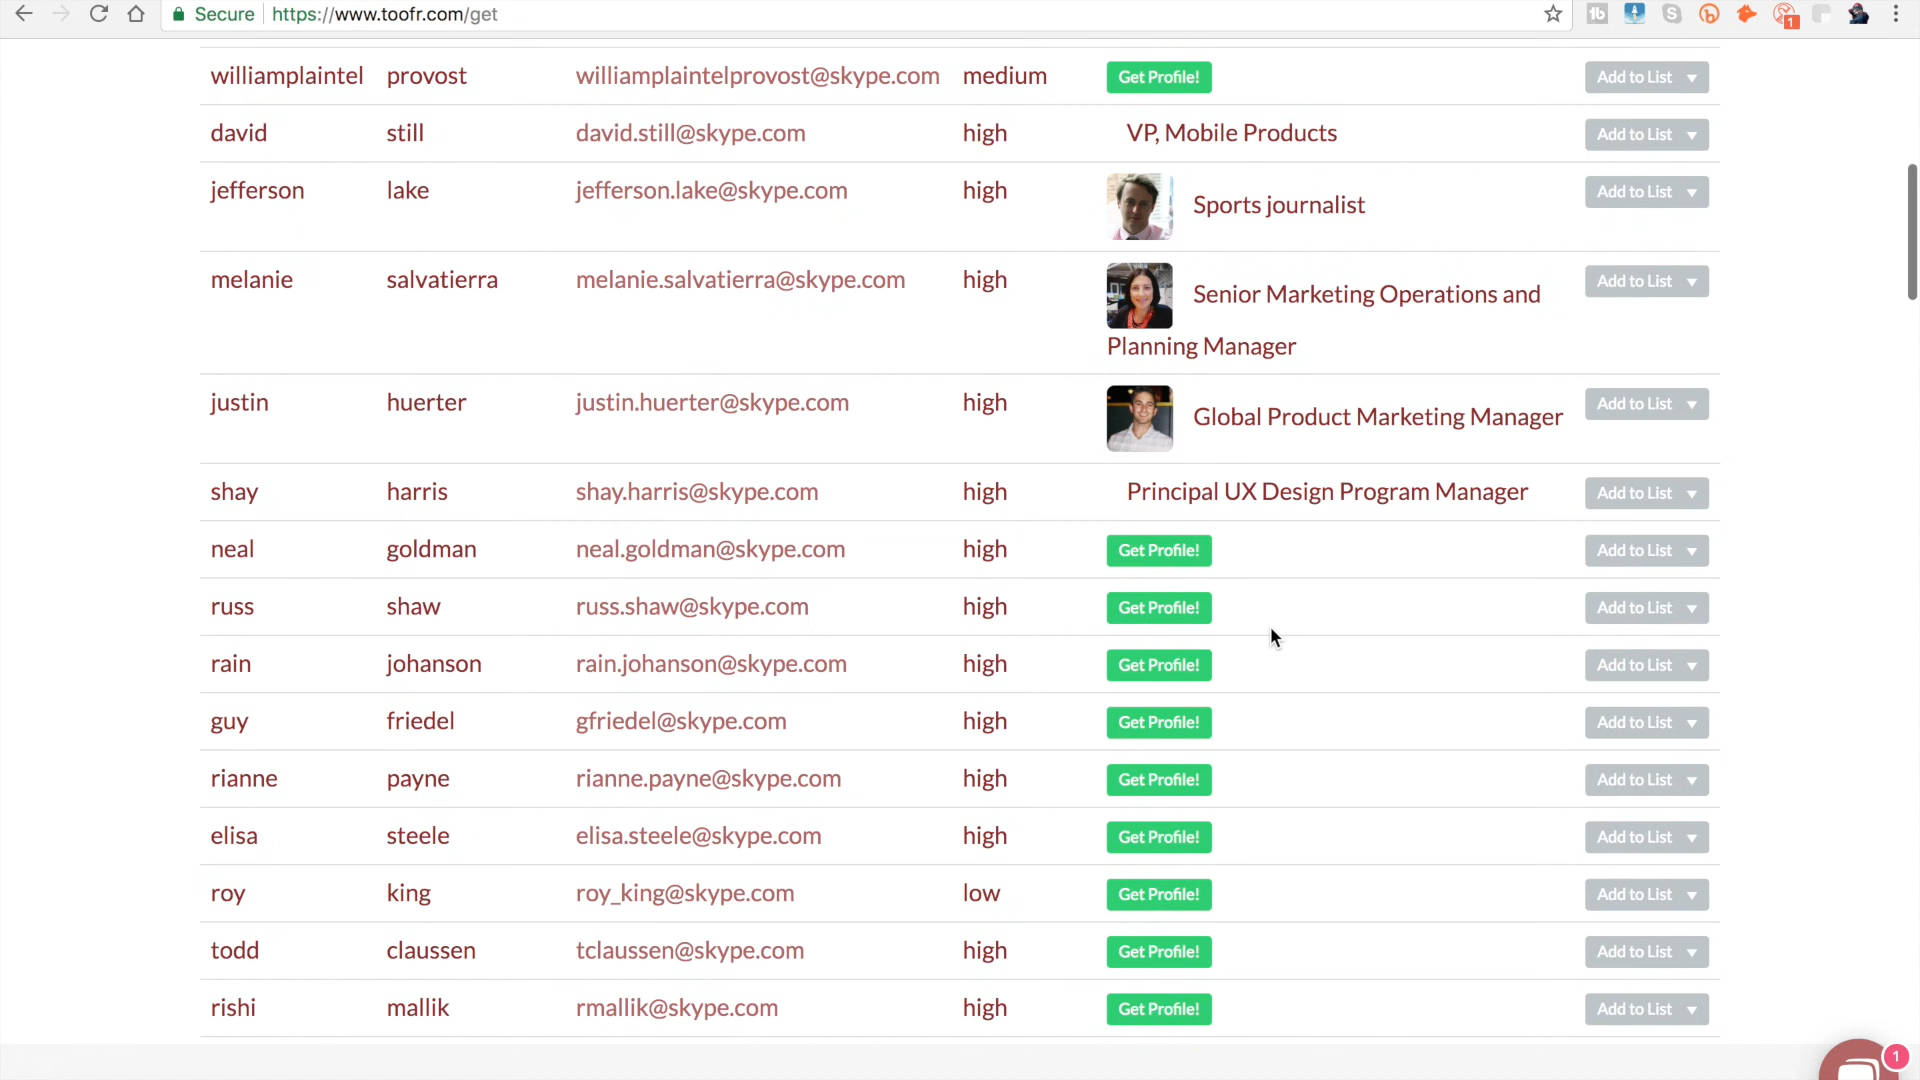 Secure https://www.toofr.com/get
1
williamplaintel provost williamplaintelprovost@skype.com medium Get Profile! Add to List
david still david.still@skype.com high VP, Mobile Products Add to List
jefferson lake jefferson.lake@skype.com high Sports journalist Add to List
melanie salvatierra melanie.salvatierra@skype.com high Senior Marketing Operations and Add to List
Planning Manager
justin huerter justin.huerter@skype.com high Global Product Marketing Manager Add to List
shay harris shay.harris@skype.com high Principal UX Design Program Manager Add to List
neal goldman neal.goldman@skype.com high Get Profile! Add to List
russ shaw russ.shaw@skype.com high Get Profile! Add to List
rain johanson rain.johanson@skype.com high Get Profile! Add to List
guy friedel gfriedel@skype.com high Get Profile! Add to List
rianne payne rianne.payne@skype.com high Get Profile! Add to List
elisa steele elisa.steele@skype.com high Get Profile! Add to List
roy king roy_king@skype.com low Get Profile! Add to List
todd claussen tclaussen@skype.com high Get Profile! Add to List
rishi mallik rmallik@skype.com high Get Profile! Add to List
1